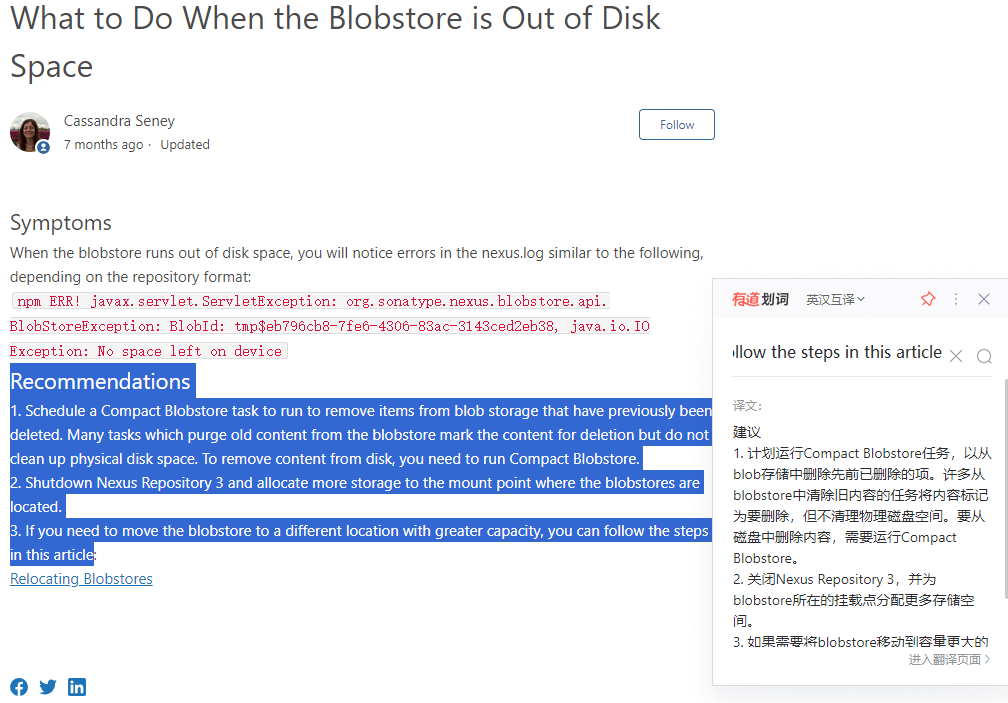 What to Do When the Blobstore is Out of Disk
Space
Cassandra Seney
7 months ago · Updated
Follow
Symptoms
When the blobstore runs out of disk space, you will notice errors in the nexus.log similar to the following,
depending on the repository format:
npm ERR! javax.servlet.ServletException: org.sonatype.nexus.blobstore.api.
BlobStoreException: BlobId: tmp$eb796cb8-7fe6-4306-83ac-3143ced2eb38, java.io.IO
Exception: No space left on device
Recommendations
1. Schedule a Compact Blobstore task to run to remove items from blob storage that have previously been
deleted. Many tasks which purge old content from the blobstore mark the content for deletion but do not
clean up physical disk space. To remove content from disk, you need to run Compact Blobstore.
2. Shutdown Nexus Repository 3 and allocate more storage to the mount point where the blobstores are
located.
3. If you need to move the blobstore to a different location with greater capacity, you can follow the steps
in this article:
Relocating Blobstores
有道划词 英汉互译
ollow the steps in this article
译文:
建议
1. 计划运行Compact Blobstore任务，以从
blob存储中删除先前已删除的项。许多从
blobstore中清除旧内容的任务将内容标记
为要删除，但不清理物理磁盘空间。要从
磁盘中删除内容，需要运行Compact
Blobstore。
2. 关闭Nexus Repository 3，并为
blobstore所在的挂载点分配更多存储空
间。
3. 如果需要将blobstore移动到容量更大的
进入翻译页面